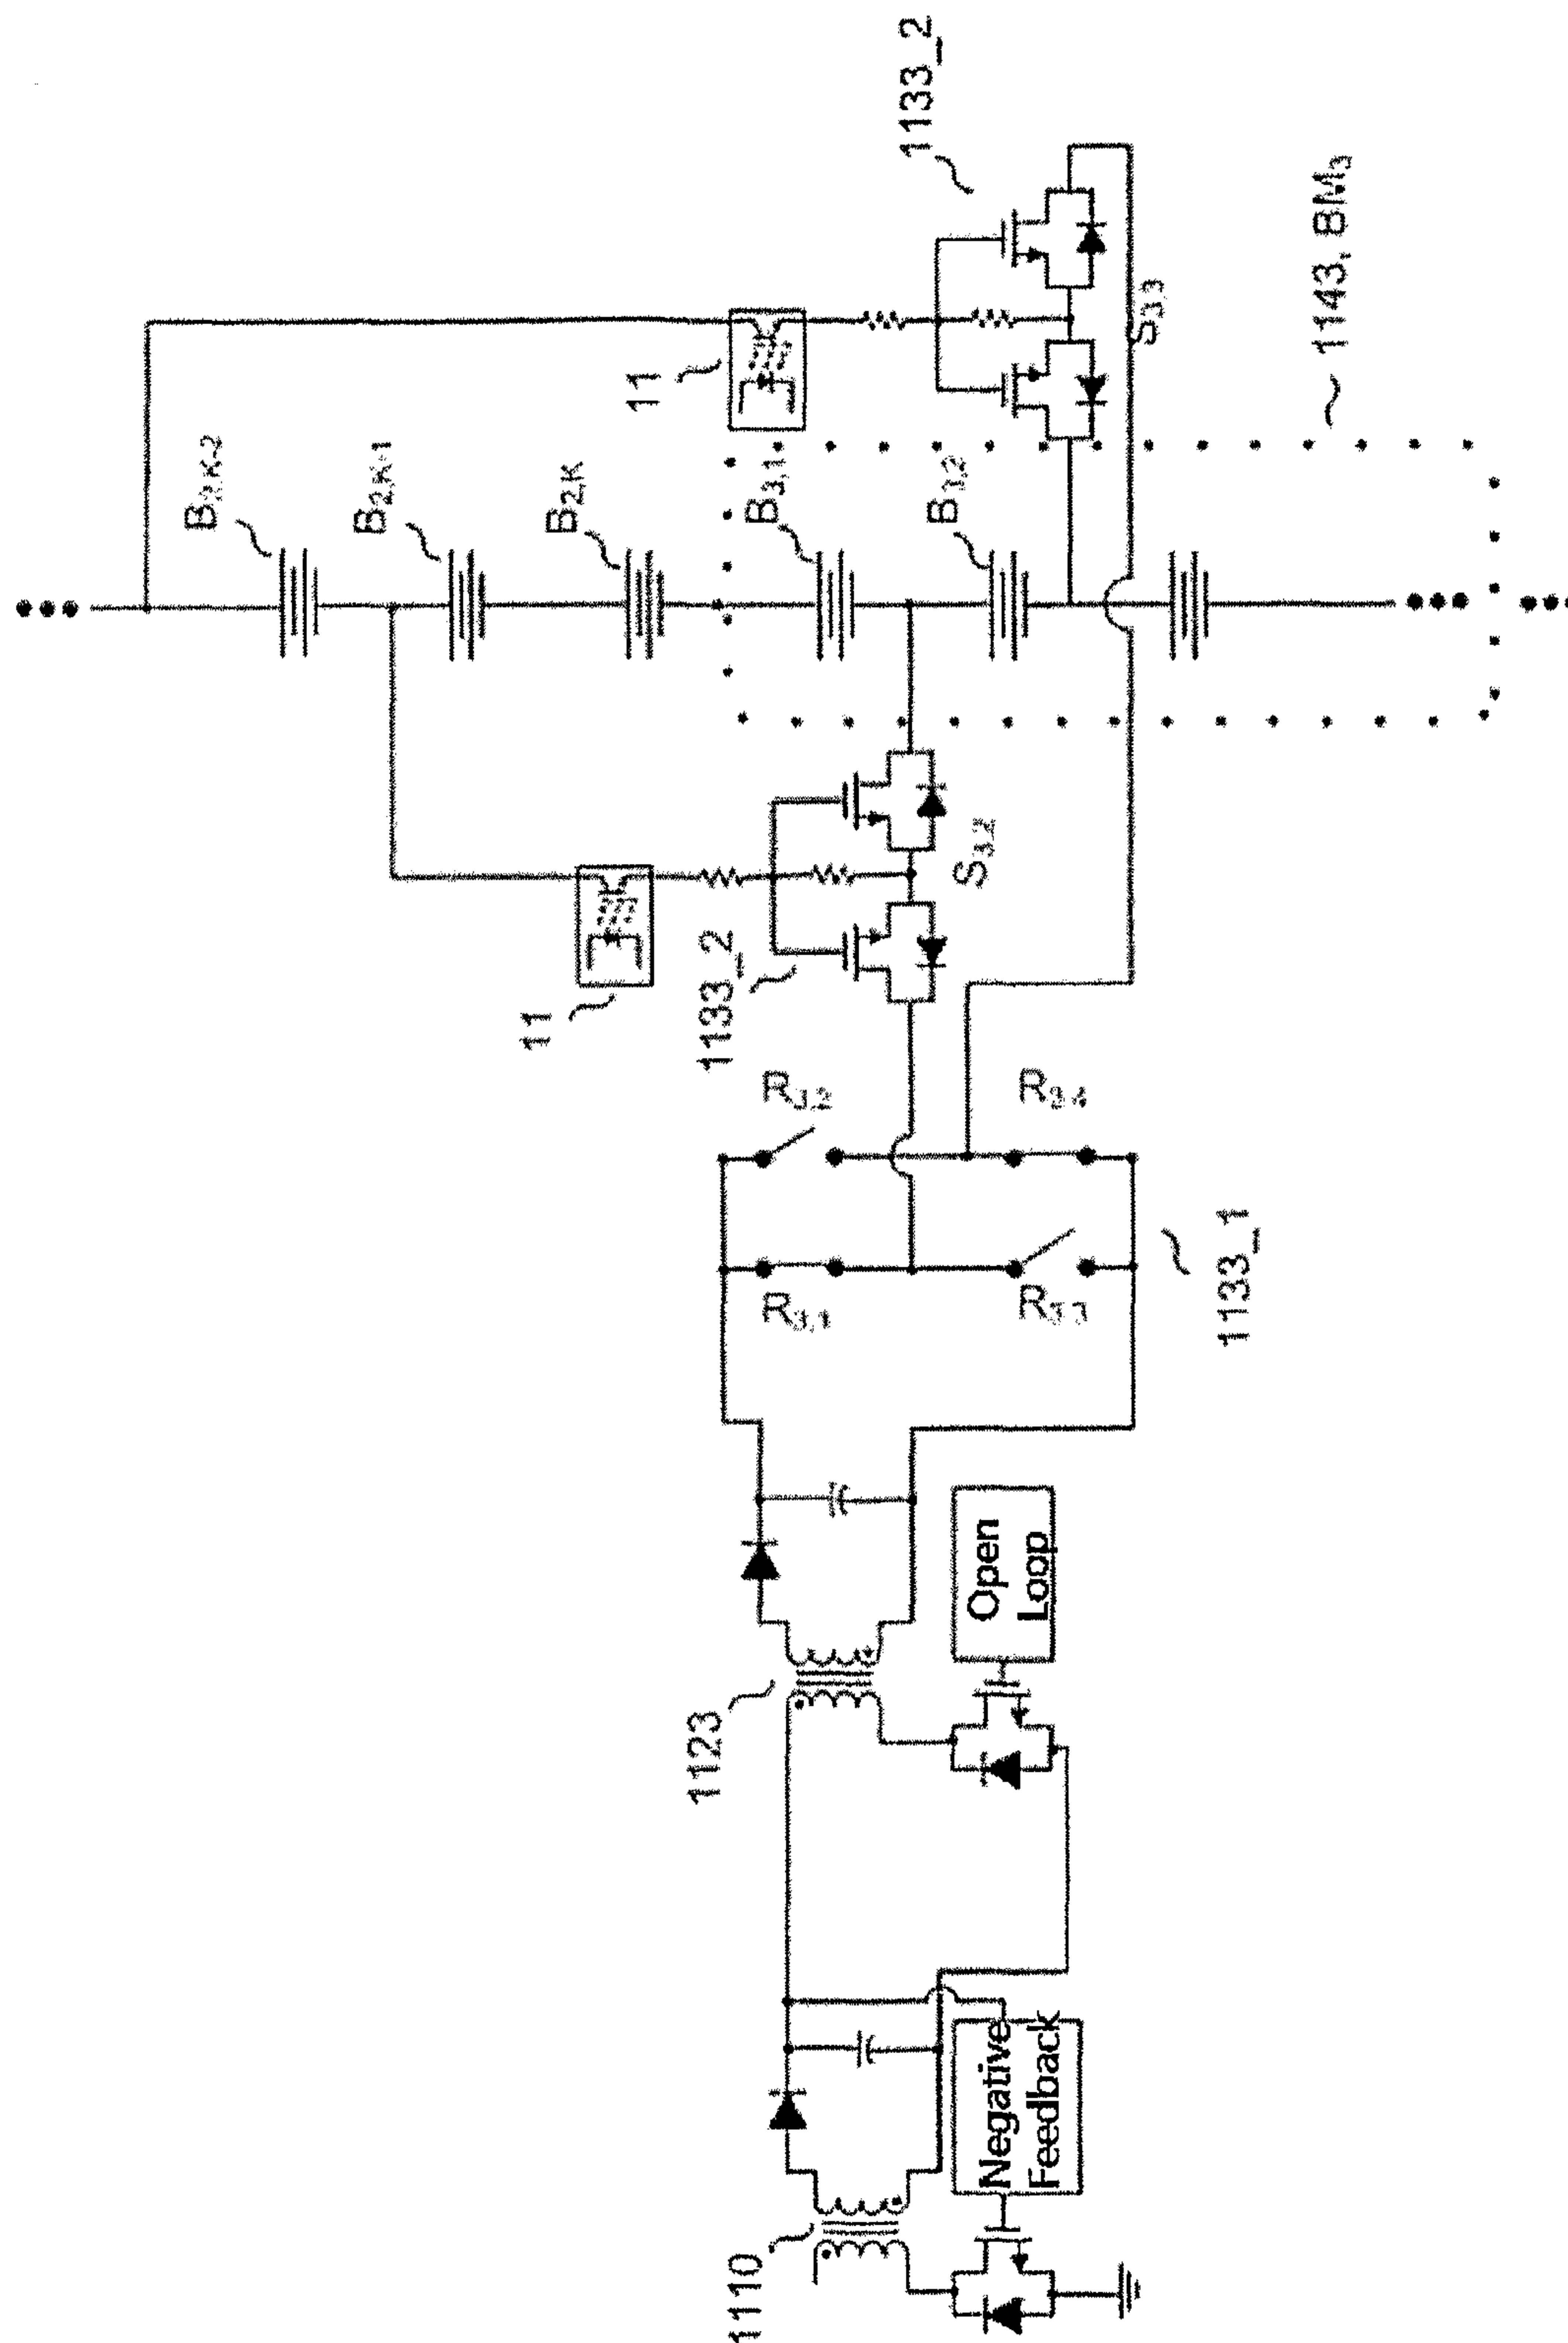 1133_2
1143, BM3
11
B2,K-2
B2,K-1
B2,K
B3,1
B3,2
S3,3
S3,2
11
1133_2
R3,2
R3,4
R3,1
R3,3
1133_1
Open
Loop
1123
Negative
Feedback
1110